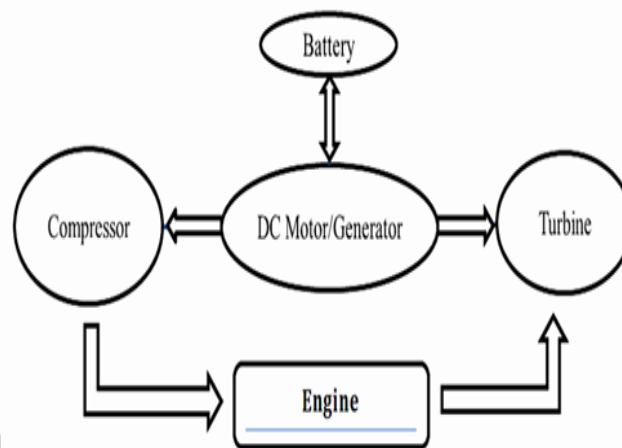 Battery
Compressor
DC Motor/Generator
Turbine
Engine